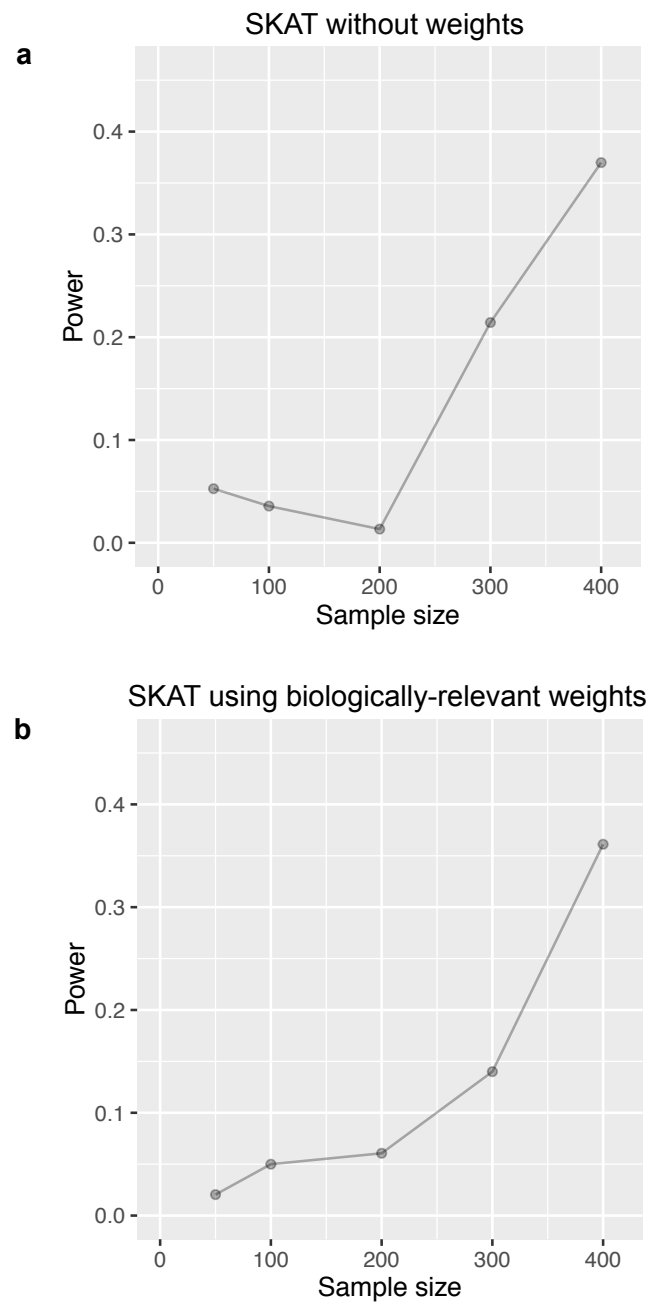 SKAT without weights
a
0.4
0.3
0.2
0.1
0.0
Power
0 100 200 300 400
Sample size
SKAT using biologically-relevant weights
b
0.4
0.3
0.2
0.1
0.0
Power
0 100 200 300 400
Sample size